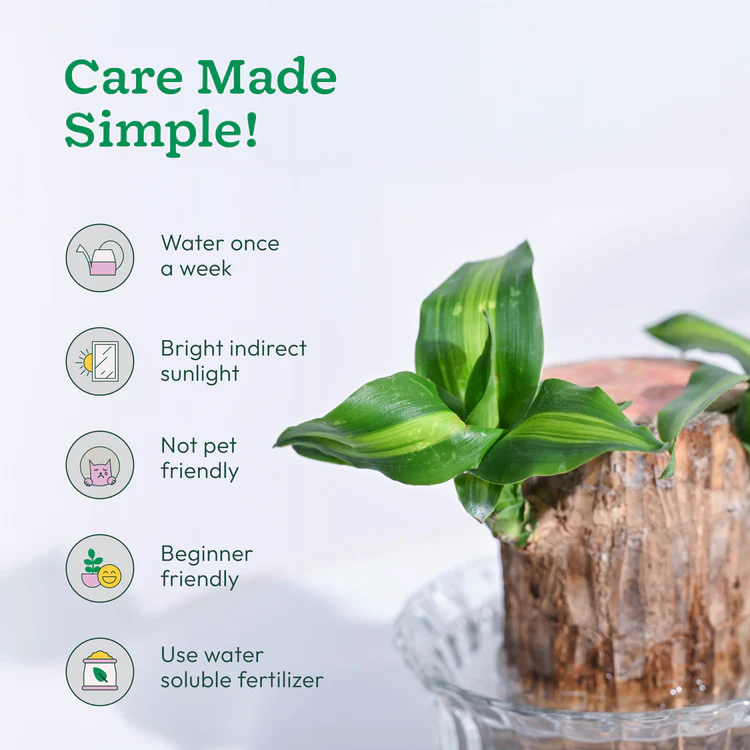 Care Made
Simple!
Water once
a week
Bright indirect
sunlight
Not pet
friendly
Beginner
friendly
Use water
soluble fertilizer